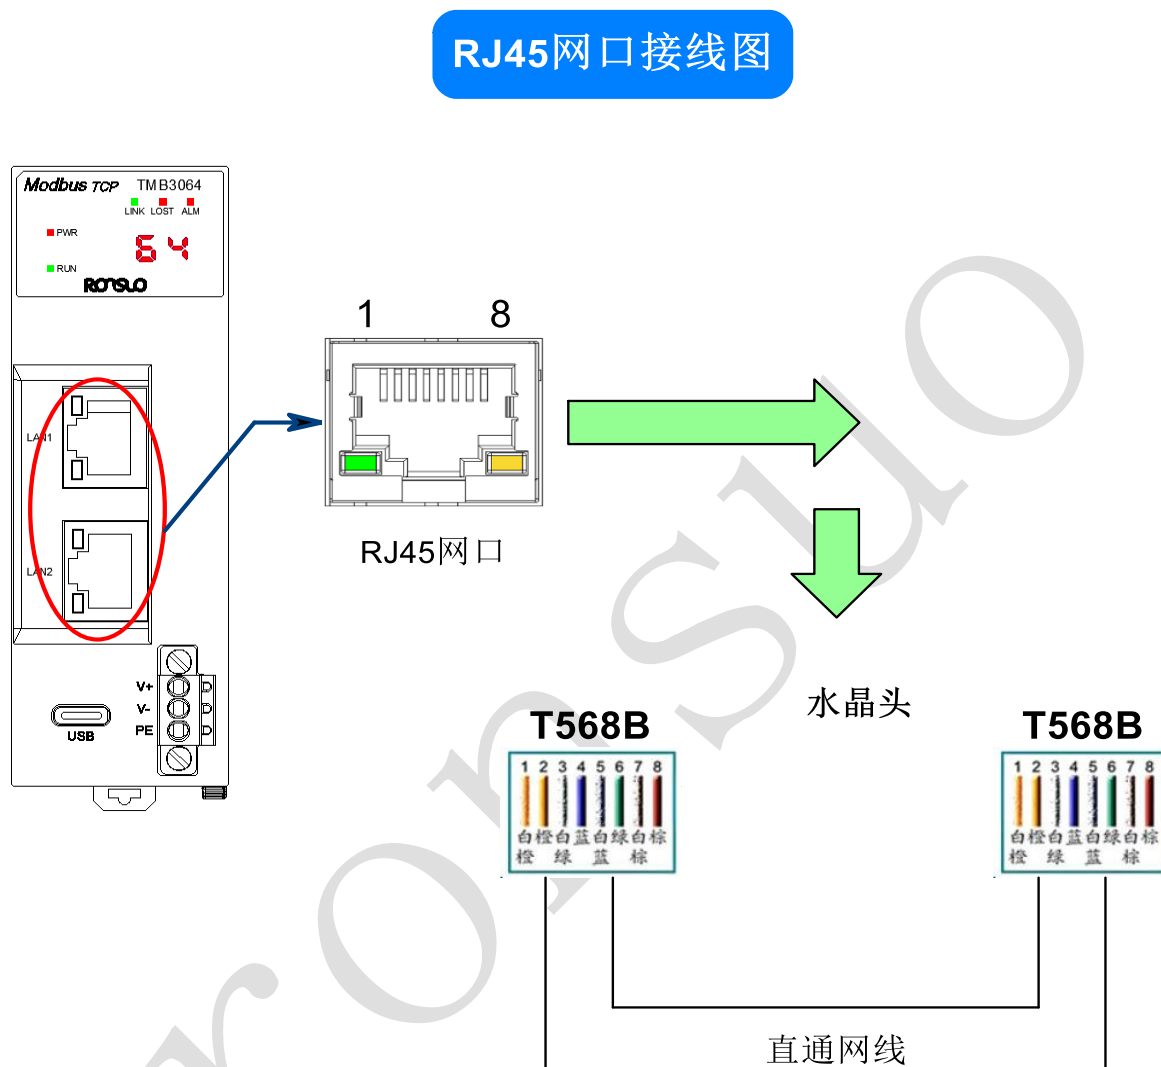 RJ45网口接线图
Modbus TCP TMB3064
LINK LOST ALM
PWR
64
RUN
RONSLO
1 8
LAN1
LAN2
RJ45网口
V+
V-
PE
USB
水晶头
T568B T568B
1 2 3 4 5 6 7 8 1 2 3 4 5 6 7 8
白橙白蓝白绿白棕 白橙白蓝白绿白棕
橙 绿 蓝 棕 橙 绿 蓝 棕
直通网线
ronsuo